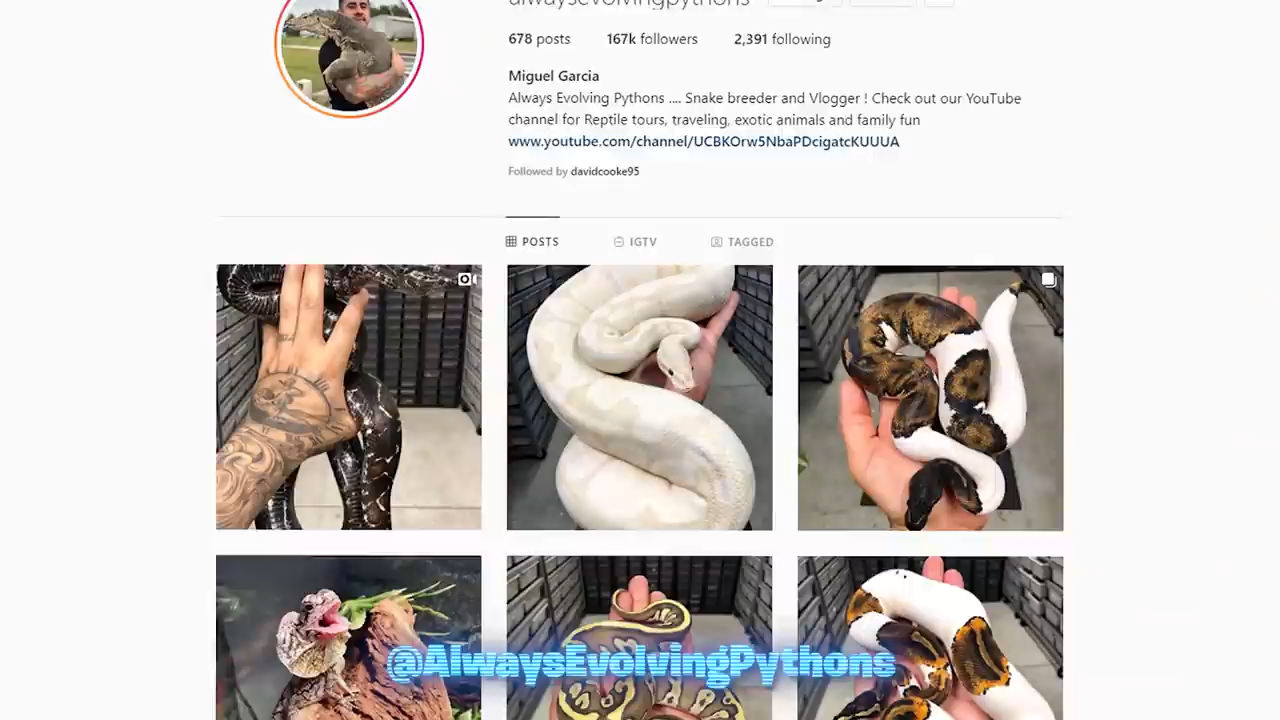 alwaysevolvingpythons
678 posts 167k followers 2,391 following
Miguel Garcia
Always Evolving Pythons .... Snake breeder and Vlogger ! Check out our YouTube
channel for Reptile tours, traveling, exotic animals and family fun
www.youtube.com/channel/UCBKOrw5NbaPDcigatcKUUUA
Followed by davidcooke95
POSTS IGTV TAGGED
@AlwaysEvolvingPythons